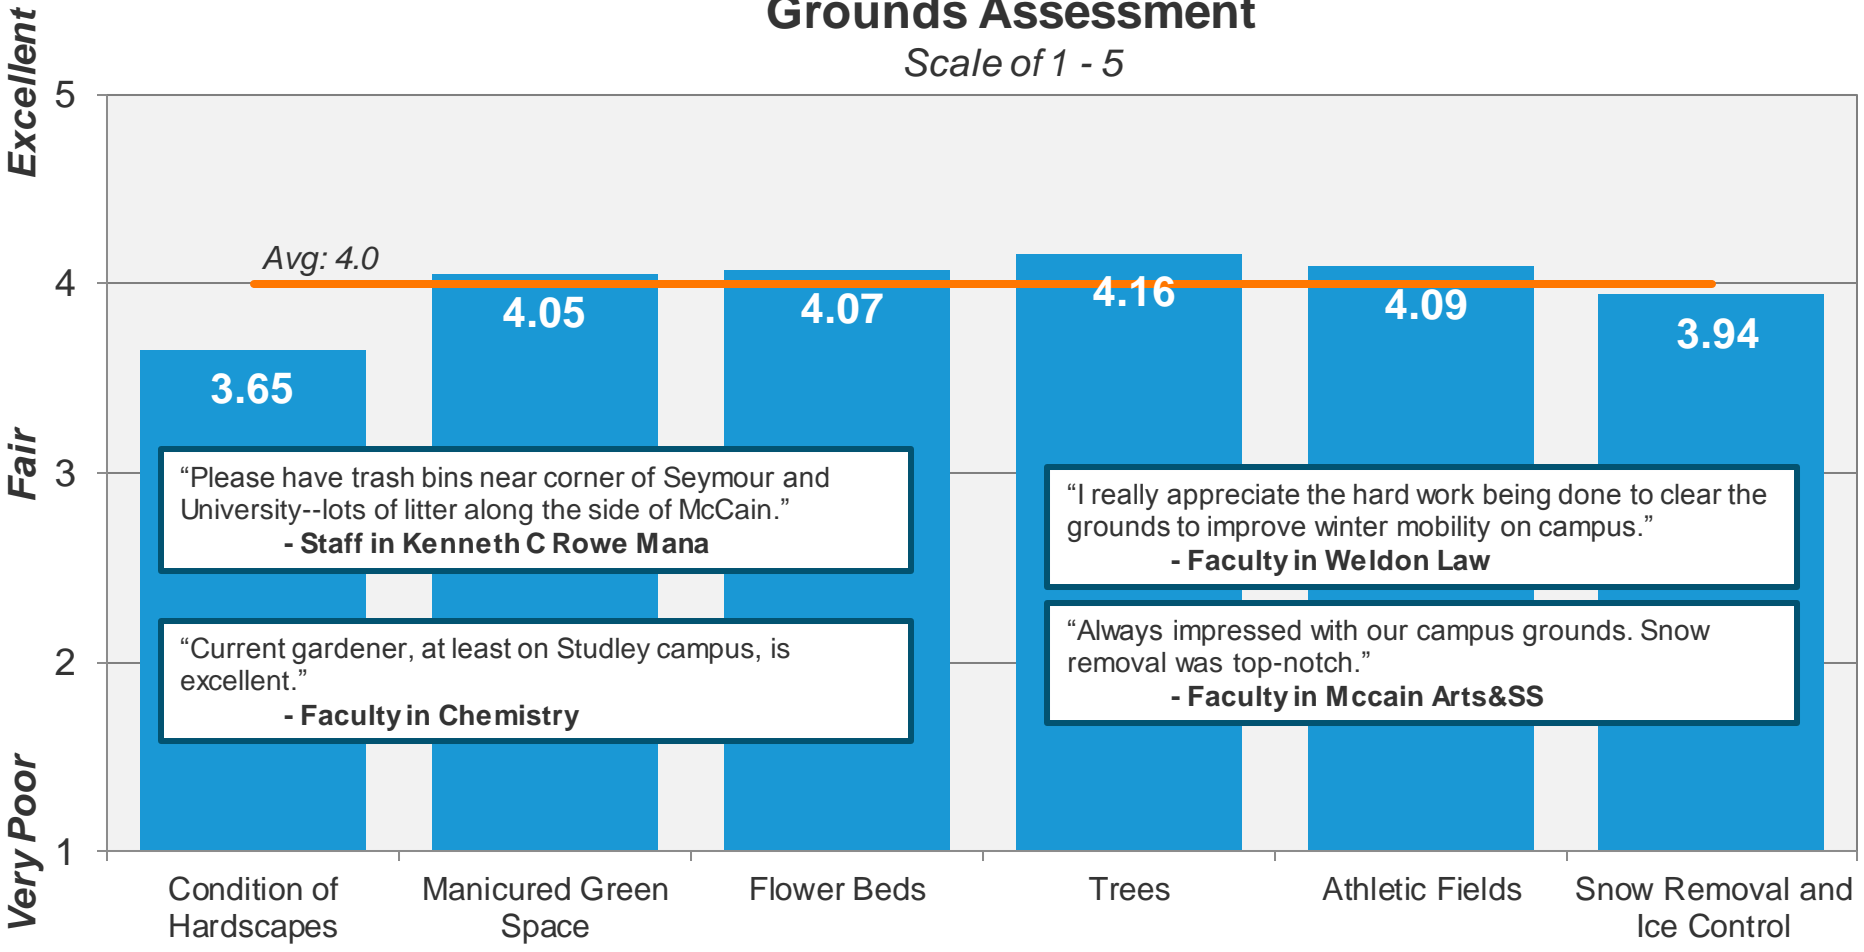 Grounds Assessment
Scale of 1 - 5
Excellent
Fair
Very Poor
5
4
3
2
1
Avg: 4.0
3.65
4.05
4.07
4.16
4.09
3.94
“Please have trash bins near corner of Seymour and
University--lots of litter along the side of McCain.”
- Staff in Kenneth C Rowe Mana
“Current gardener, at least on Studley campus, is
excellent.”
- Faculty in Chemistry
“I really appreciate the hard work being done to clear the
grounds to improve winter mobility on campus.”
- Faculty in Weldon Law
“Always impressed with our campus grounds. Snow
removal was top-notch.”
- Faculty in Mccain Arts&SS
Condition of
Hardscapes
Manicured Green
Space
Flower Beds
Trees
Athletic Fields
Snow Removal and
Ice Control